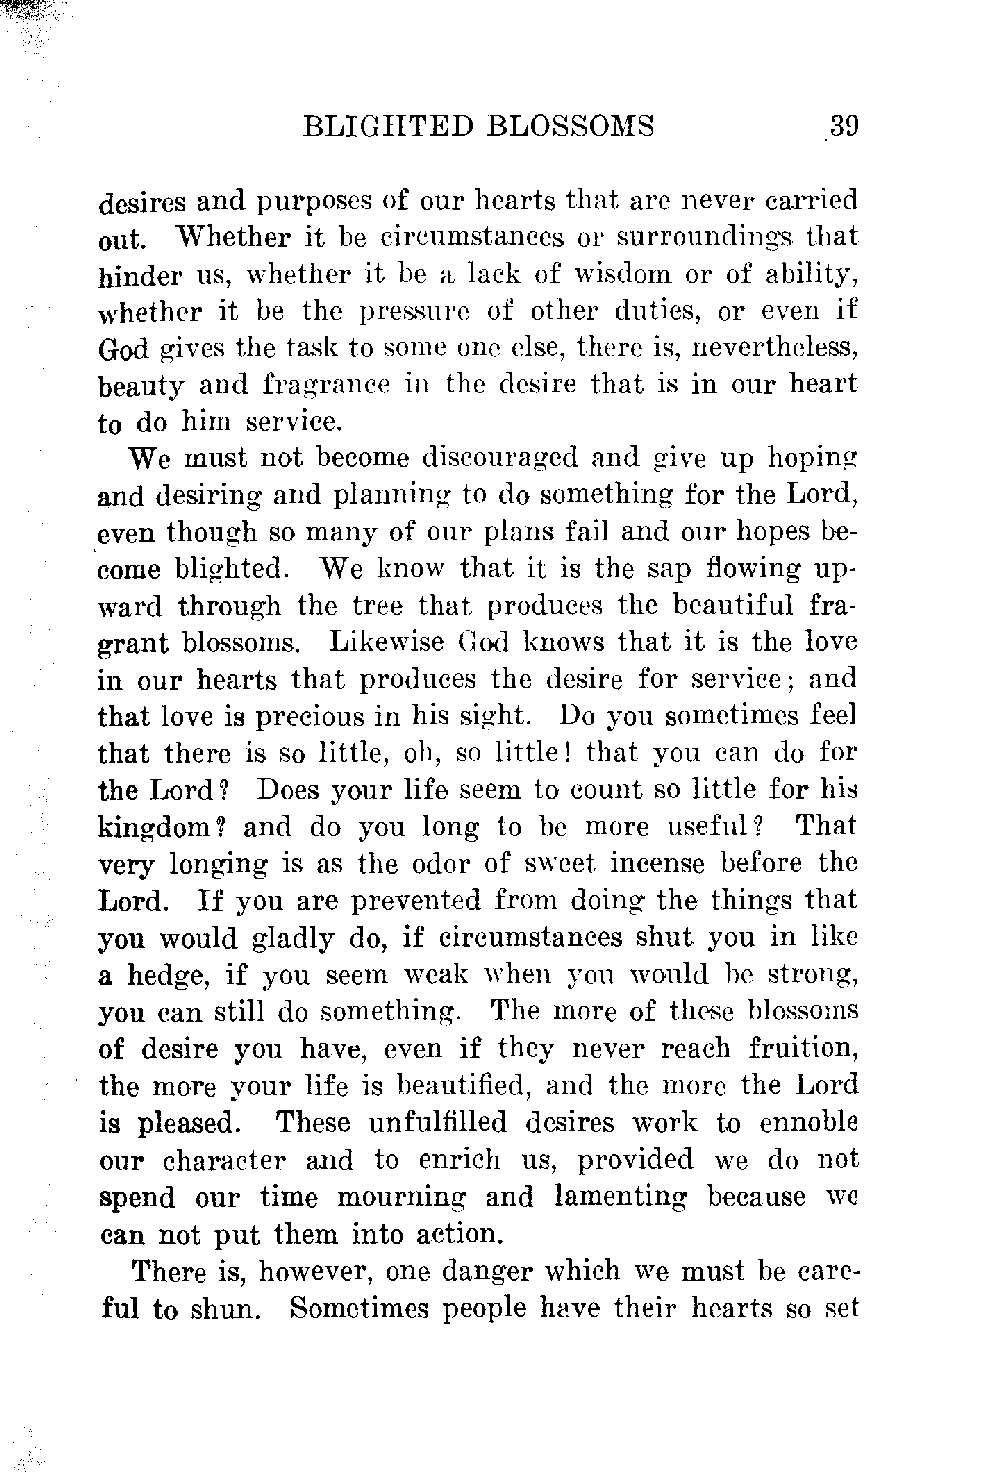 BLIGHTED BLOSSOMS 39
desires and purposes of our hearts that are never carried
out. Whether it be circumstances or surroundings that
hinder us, whether it be a lack of wisdom or of ability,
whether it be the pressure of other duties, or even if
God gives the task to some one else, there is, nevertheless,
beauty and fragrance in the desire that is in our heart
to do him service.
We must not become discouraged and give up hoping
and desiring and planning to do something for the Lord,
even though so many of our plans fail and our hopes be-
come blighted. We know that it is the sap flowing up-
ward through the tree that produces the beautiful fra-
grant blossoms. Likewise God knows that it is the love
in our hearts that produces the desire for service; and
that love is precious in his sight. Do you sometimes feel
that there is so little, oh, so little! that you can do for
the Lord? Does your life seem to count so little for his
kingdom? and do you long to be more useful? That
very longing is as the odor of sweet incense before the
Lord. If you are prevented from doing the things that
you would gladly do, if circumstances shut you in like
a hedge, if you seem weak when you would be strong,
you can still do something. The more of these blossoms
of desire you have, even if they never reach fruition,
the more your life is beautified, and the more the Lord
is pleased. These unfulfilled desires work to ennoble
our character and to enrich us, provided we do not
spend our time mourning and lamenting because we
can not put them into action.
There is, however, one danger which we must be care-
ful to shun. Sometimes people have their hearts so set